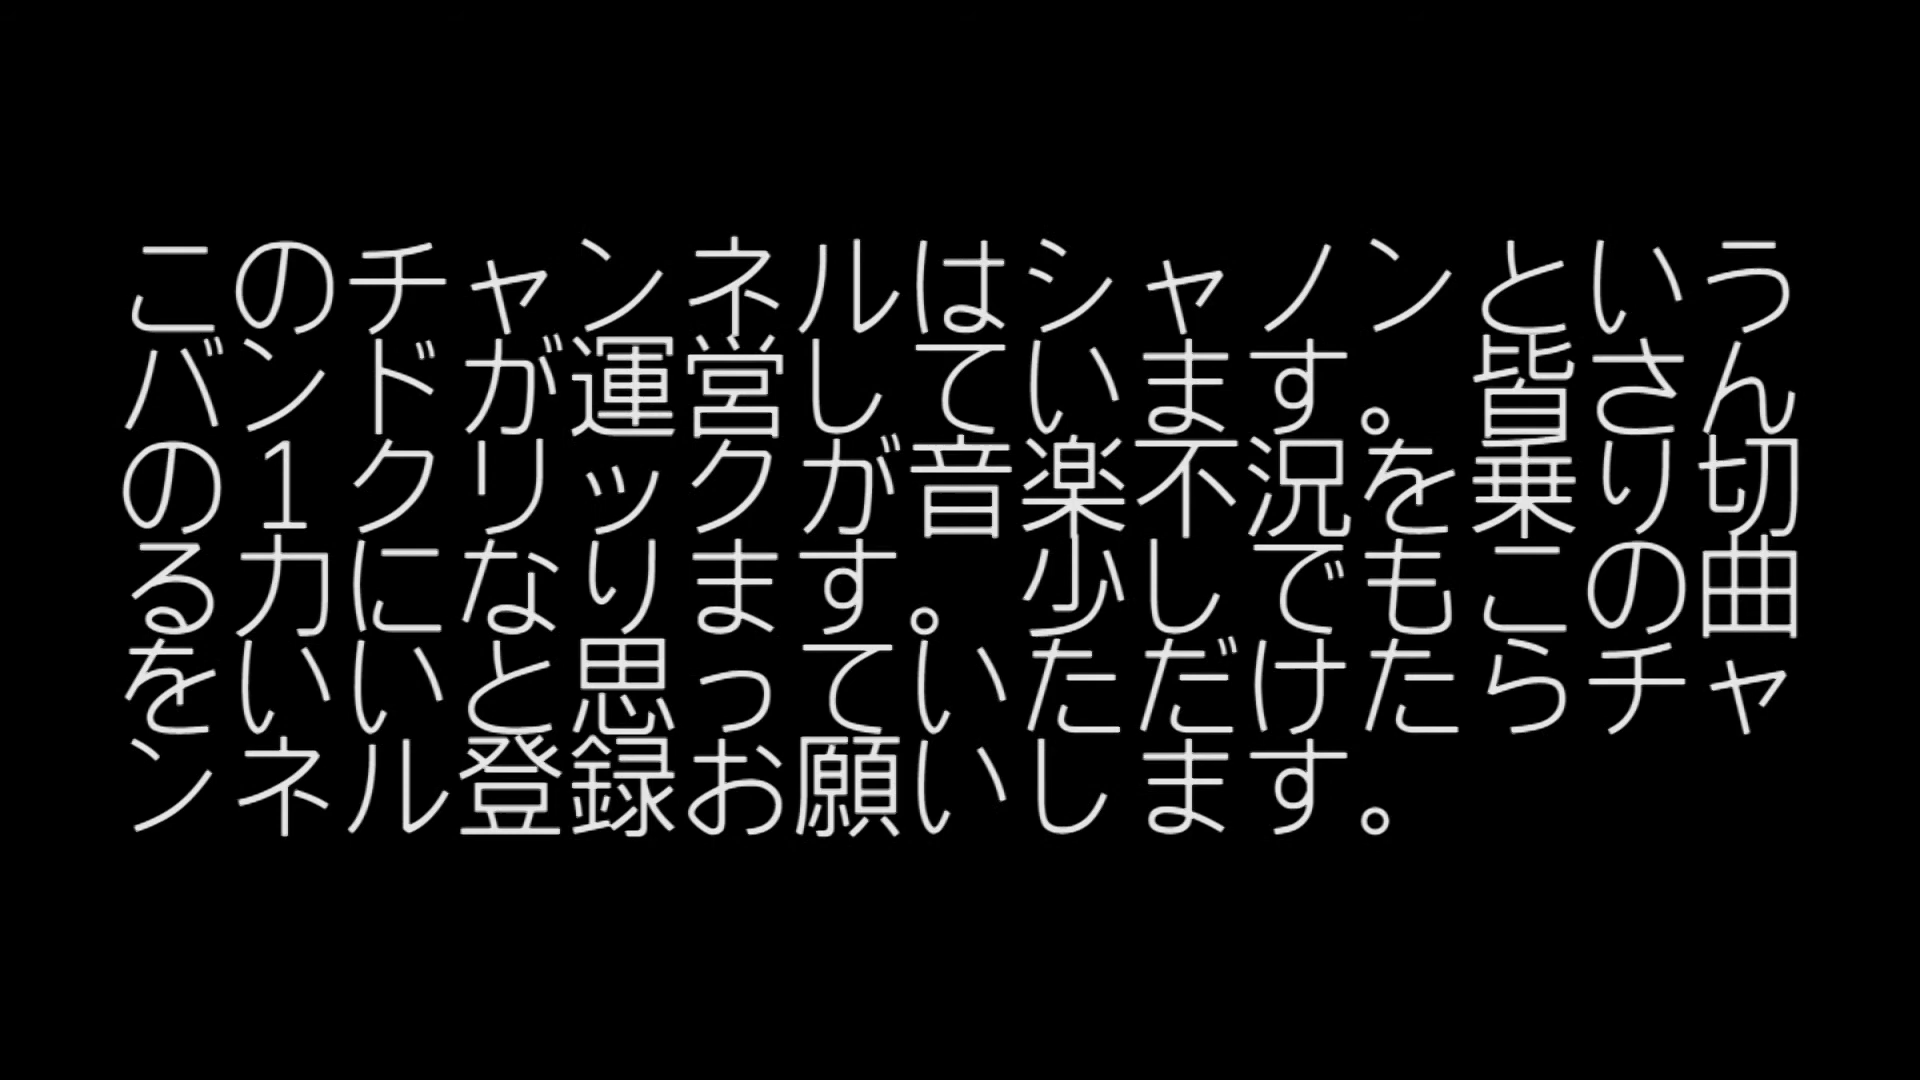 このチャンネルはシャノンという
バンドが運営しています。皆さん
の1クリックが音楽不況を乗り切
る力になります。少しでもこの曲
をいいと思っていただけたらチャ
ンネル登録お願いします。